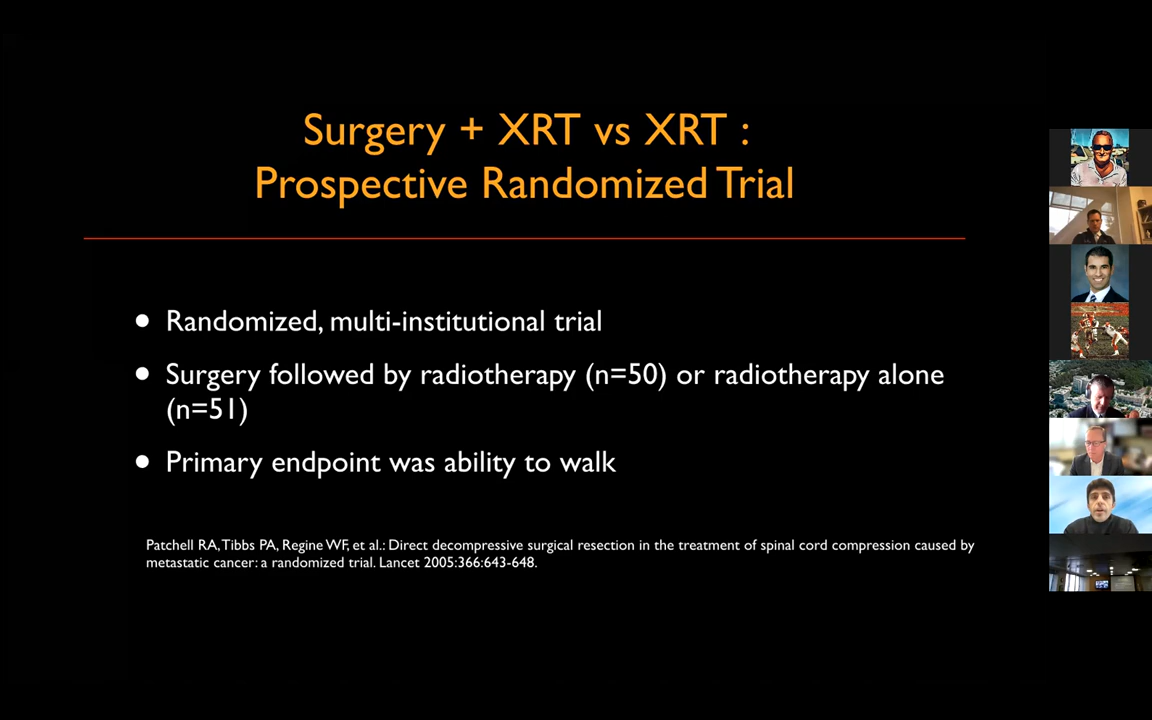 Surgery + XRT vs XRT :
Prospective Randomized Trial
• Randomized, multi-institutional trial
• Surgery followed by radiotherapy (n=50) or radiotherapy alone
(n=51)
• Primary endpoint was ability to walk
Patchell RA, Tibbs PA, Regine WF, et al.: Direct decompressive surgical resection in the treatment of spinal cord compression caused by
metastatic cancer: a randomized trial. Lancet 2005:366:643-648.